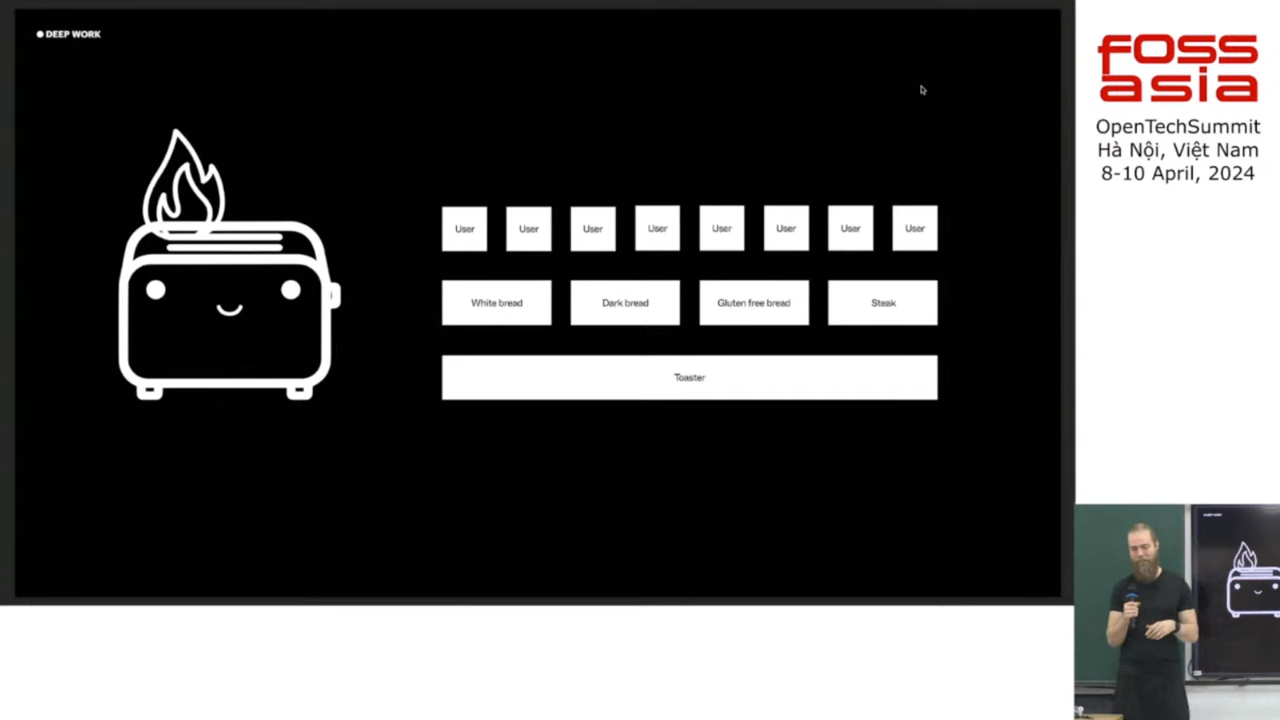 DEEP WORK
User
User
User
User
User
User
User
User
White bread
Dark bread
Gluten free bread
Steak
Toaster
foss
asia
OpenTechSummit
Hà Nội, Việt Nam
8-10 April, 2024